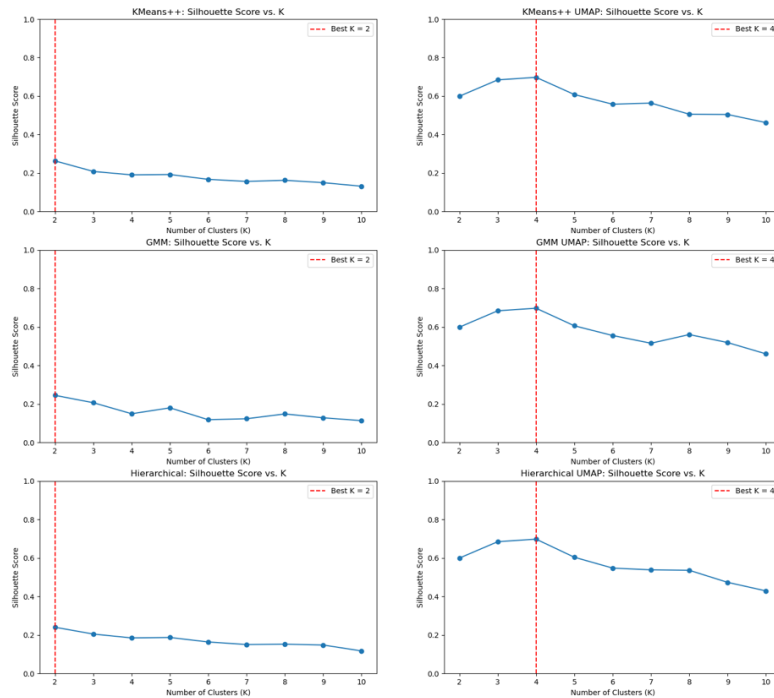 KMeans++: Silhouette Score vs. K
Best K = 2
Silhouette Score
1.0
0.8
0.6
0.4
0.2
0.0
2 3 4 5 6 7 8 9 10
Number of Clusters (K)
KMeans++ UMAP: Silhouette Score vs. K
Best K = 4
Silhouette Score
1.0
0.8
0.6
0.4
0.2
0.0
2 3 4 5 6 7 8 9 10
Number of Clusters (K)
GMM: Silhouette Score vs. K
Best K = 2
Silhouette Score
1.0
0.8
0.6
0.4
0.2
0.0
2 3 4 5 6 7 8 9 10
Number of Clusters (K)
GMM UMAP: Silhouette Score vs. K
Best K = 4
Silhouette Score
1.0
0.8
0.6
0.4
0.2
0.0
2 3 4 5 6 7 8 9 10
Number of Clusters (K)
Hierarchical: Silhouette Score vs. K
Best K = 2
Silhouette Score
1.0
0.8
0.6
0.4
0.2
0.0
2 3 4 5 6 7 8 9 10
Number of Clusters (K)
Hierarchical UMAP: Silhouette Score vs. K
Best K = 4
Silhouette Score
1.0
0.8
0.6
0.4
0.2
0.0
2 3 4 5 6 7 8 9 10
Number of Clusters (K)